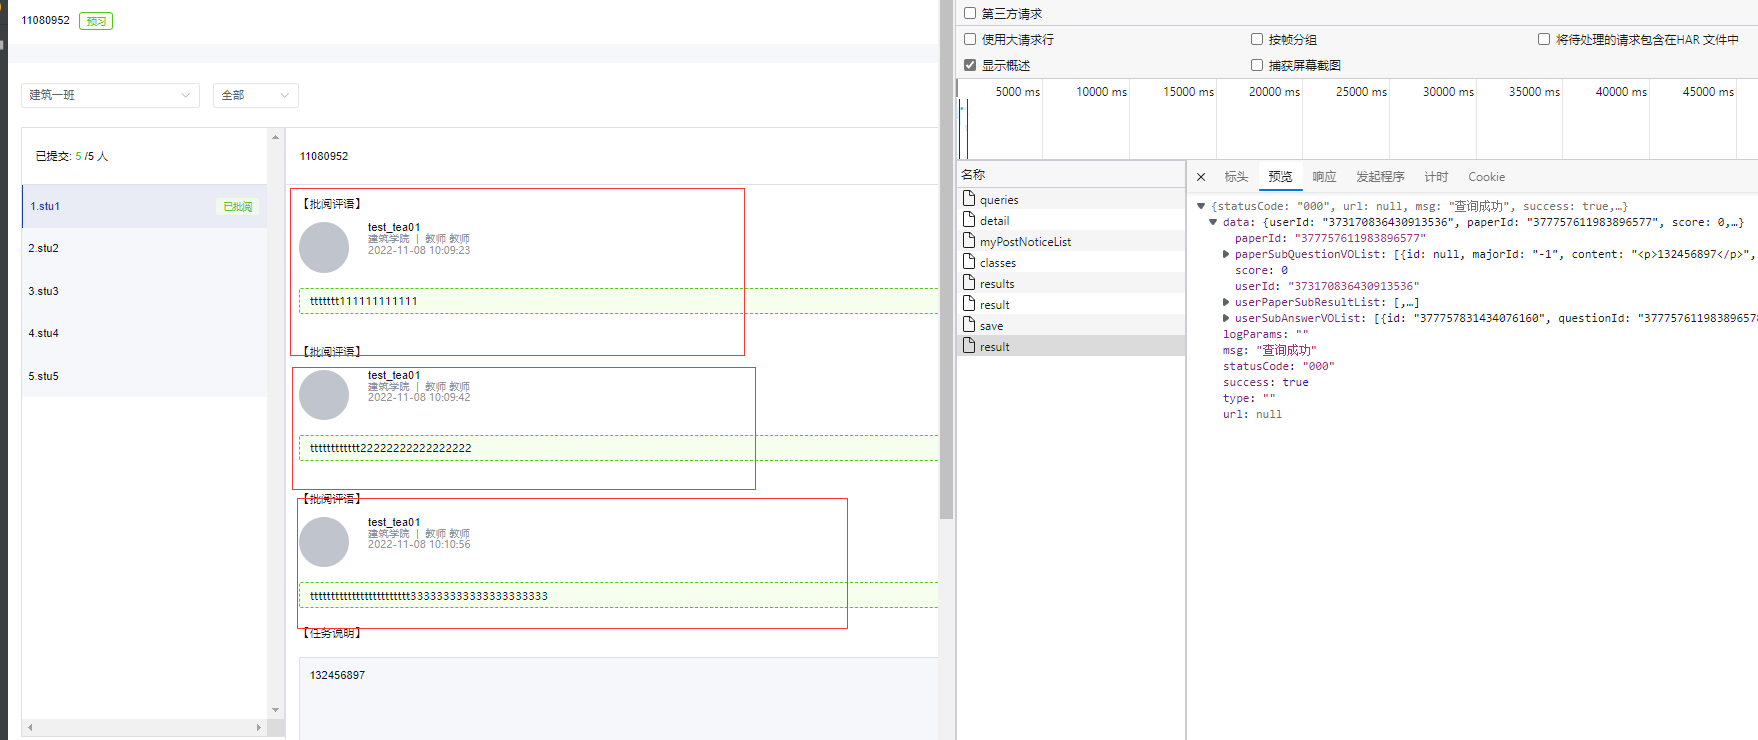 11080952 预习
建筑一班 全部
已提交: 5 /5 人
1.stu1 已批阅
2.stu2
3.stu3
4.stu4
5.stu5
11080952
【批阅评语】
test_tea01
建筑学院 | 教师 教师
2022-11-08 10:09:23
ttttttt1111111111111
【批阅评语】
test_tea01
建筑学院 | 教师 教师
2022-11-08 10:09:42
tttttttttttt22222222222222222
【批阅评语】
test_tea01
建筑学院 | 教师 教师
2022-11-08 10:10:56
tttttttttttttttttttttttt333333333333333333333
【任务说明】
132456897
第三方请求
使用大请求行 按帧分组 将待处理的请求包含在HAR 文件中
显示概述 捕获屏幕截图
5000 ms 10000 ms 15000 ms 20000 ms 25000 ms 30000 ms 35000 ms 40000 ms 45000 ms
名称
queries
detail
myPostNoticeList
classes
results
result
save
result
标头 预览 响应 发起程序 计时 Cookie
{statusCode: "000", url: null, msg: "查询成功", success: true,…}
data: {userId: "373170836430913536", paperId: "377757611983896577", score: 0,…}
paperId: "377757611983896577"
paperSubQuestionVOList: [{id: null, majorId: "-1", content: "<p>132456897</p>",
score: 0
userId: "373170836430913536"
userPaperSubResultList: [,…]
userSubAnswerVOList: [{id: "377757831434076160", questionId: "377757611983896578
logParams: ""
msg: "查询成功"
statusCode: "000"
success: true
type: ""
url: null